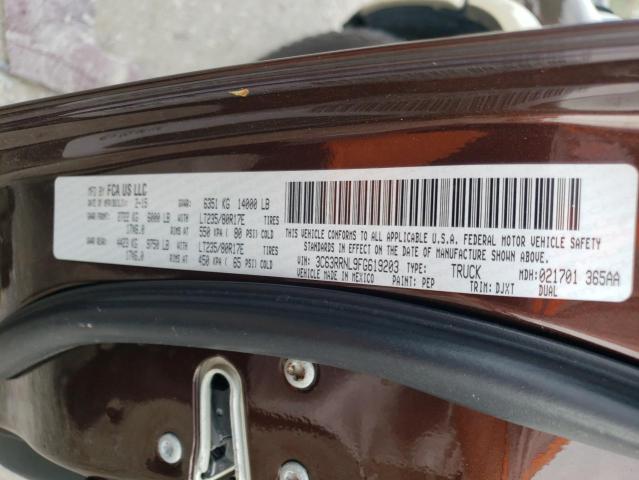 MFD BY FCA US LLC
DATE OF MFR 2-15 GVWR: 6351 KG 14000 LB
GAWR FRONT: 2722 KG 6000 LB WITH LT235/80R17E TIRES
17X6.0 RIMS AT 550 KPA ( 80 PSI) COLD
GAWR REAR: 4423 KG 9750 LB WITH LT235/80R17E TIRES
17X6.0 RIMS AT 450 KPA ( 65 PSI) COLD
THIS VEHICLE CONFORMS TO ALL APPLICABLE U.S.A. FEDERAL MOTOR VEHICLE SAFETY
STANDARDS IN EFFECT ON THE DATE OF MANUFACTURE SHOWN ABOVE.
VIN: 3C63RRNL9FG619203 TYPE: TRUCK MDH:021701 365AA
VEHICLE MADE IN MEXICO PAINT: PEP TRIM: DJXT DUAL